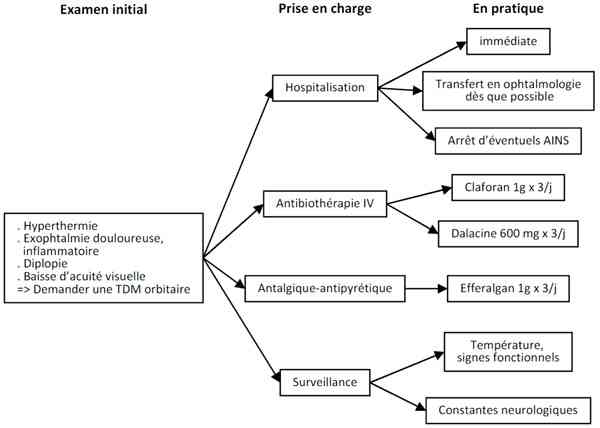 Examen initial
Prise en charge
En pratique
. Hyperthermie
. Exophtalmie douloureuse,
inflammatoire
. Diplopie
. Baisse d'acuité visuelle
=> Demander une TDM orbitaire
Hospitalisation
immédiate
Transfert en ophtalmologie
dès que possible
Arrêt d'éventuels AINS
Antibiothérapie IV
Claforan 1g x 3/j
Dalacine 600 mg x 3/j
Antalgique-antipyrétique
Efferalgan 1g x 3/j
Surveillance
Température,
signes fonctionnels
Constantes neurologiques